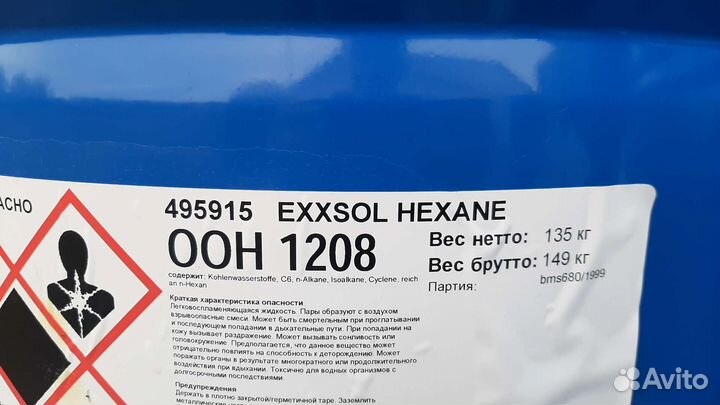 АСНО
495915 EXXSOL HEXANE
ООН 1208
Вес нетто: 135 кг
Вес брутто: 149 кг
Партия: bms680/1999
содержит: Kohlenwasserstoffe, C6, n-Alkane, Isoalkane, Cyclene, reich
an n-Hexan
Краткая характеристика опасности
Легковоспламеняющаяся жидкость. Пары образуют с воздухом
взрывоопасные смеси. Может быть смертельным при проглатывании
и последующем попадании в дыхательные пути. При попадании на
кожу вызывает раздражение. Может вызывать сонливость или
головокружение. Предполагается, что данное вещество может
отрицательно повлиять на способность к деторождению. Может
поражать органы в результате многократного или продолжительного
воздействия при вдыхании. Токсично для водных организмов с
долгосрочными последствиями.
Держать в плотно закрытой/герметичной таре. Заземлить
Avito